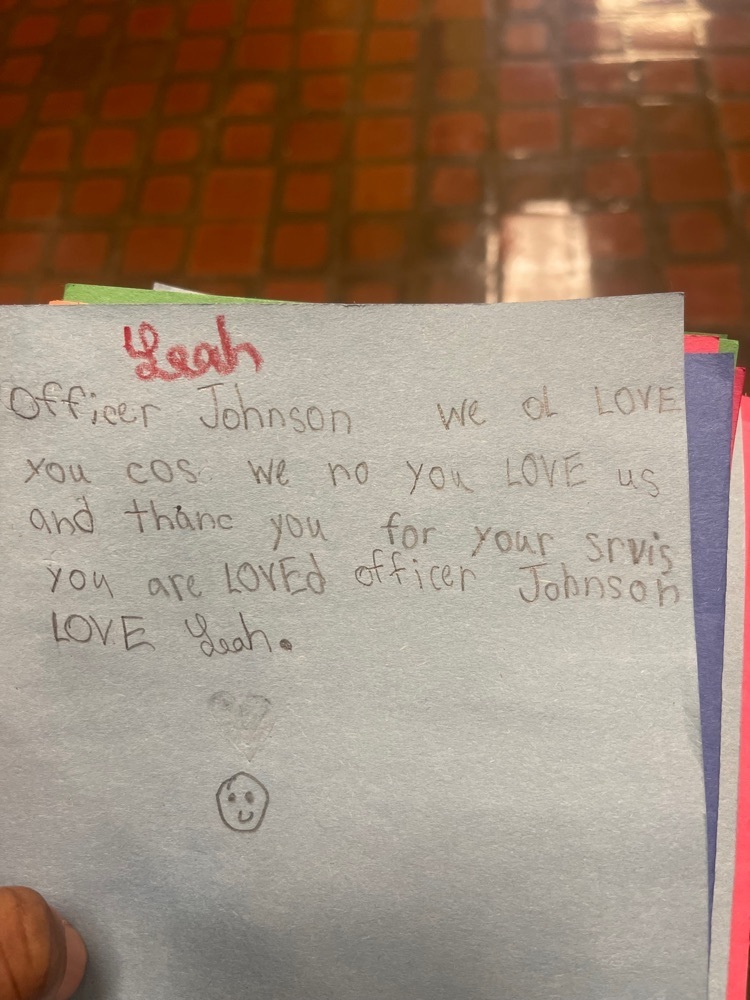 Leah
Officer Johnson we ol LOVE
you cos we no you LOVE us
and thanc you for your srvis
you are LOVEd officer Johnson
LOVE Leah.